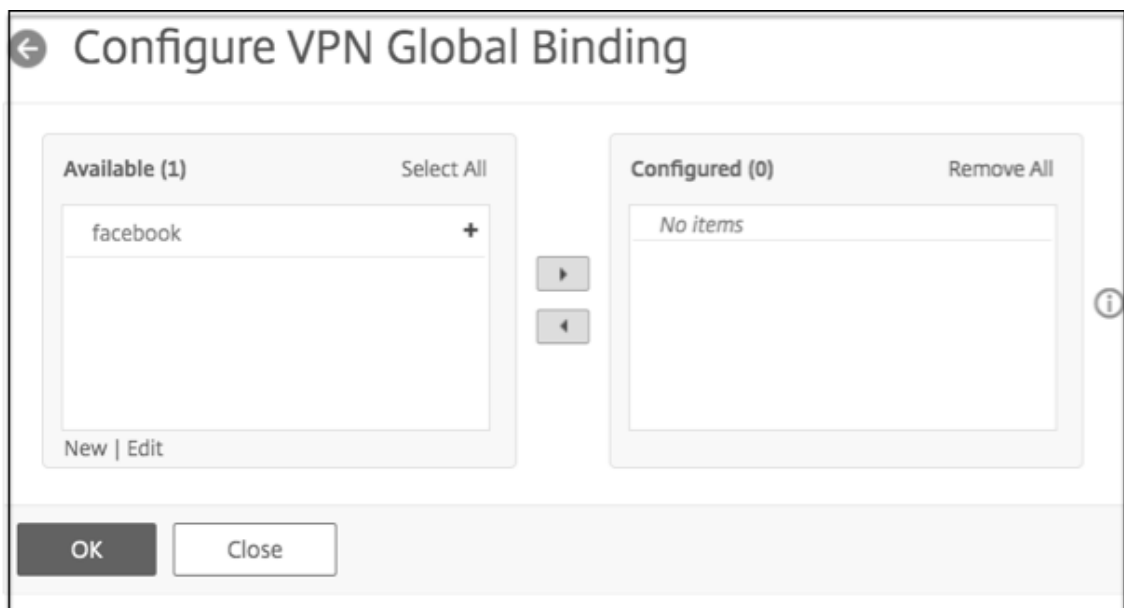 Configure VPN Global Binding
Available (1) Select All
facebook +
New | Edit
Configured (0) Remove All
No items
OK Close